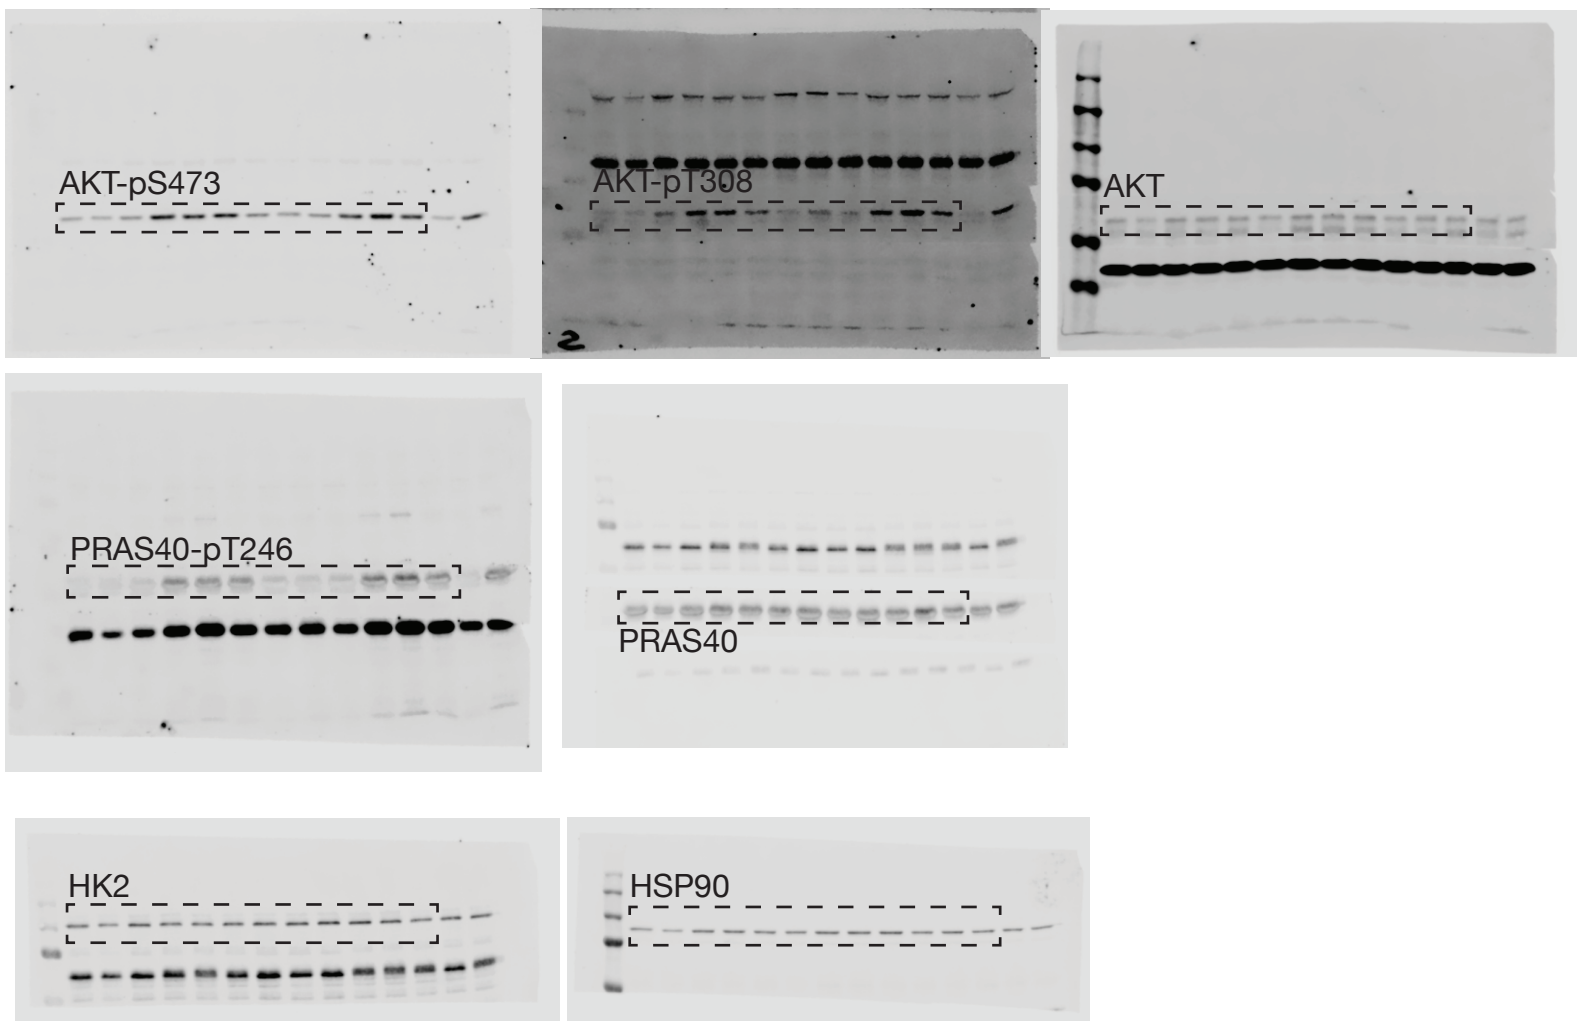 AKT-pS473
AKT-pT308
AKT
2
PRAS40-pT246
PRAS40
HK2
HSP90